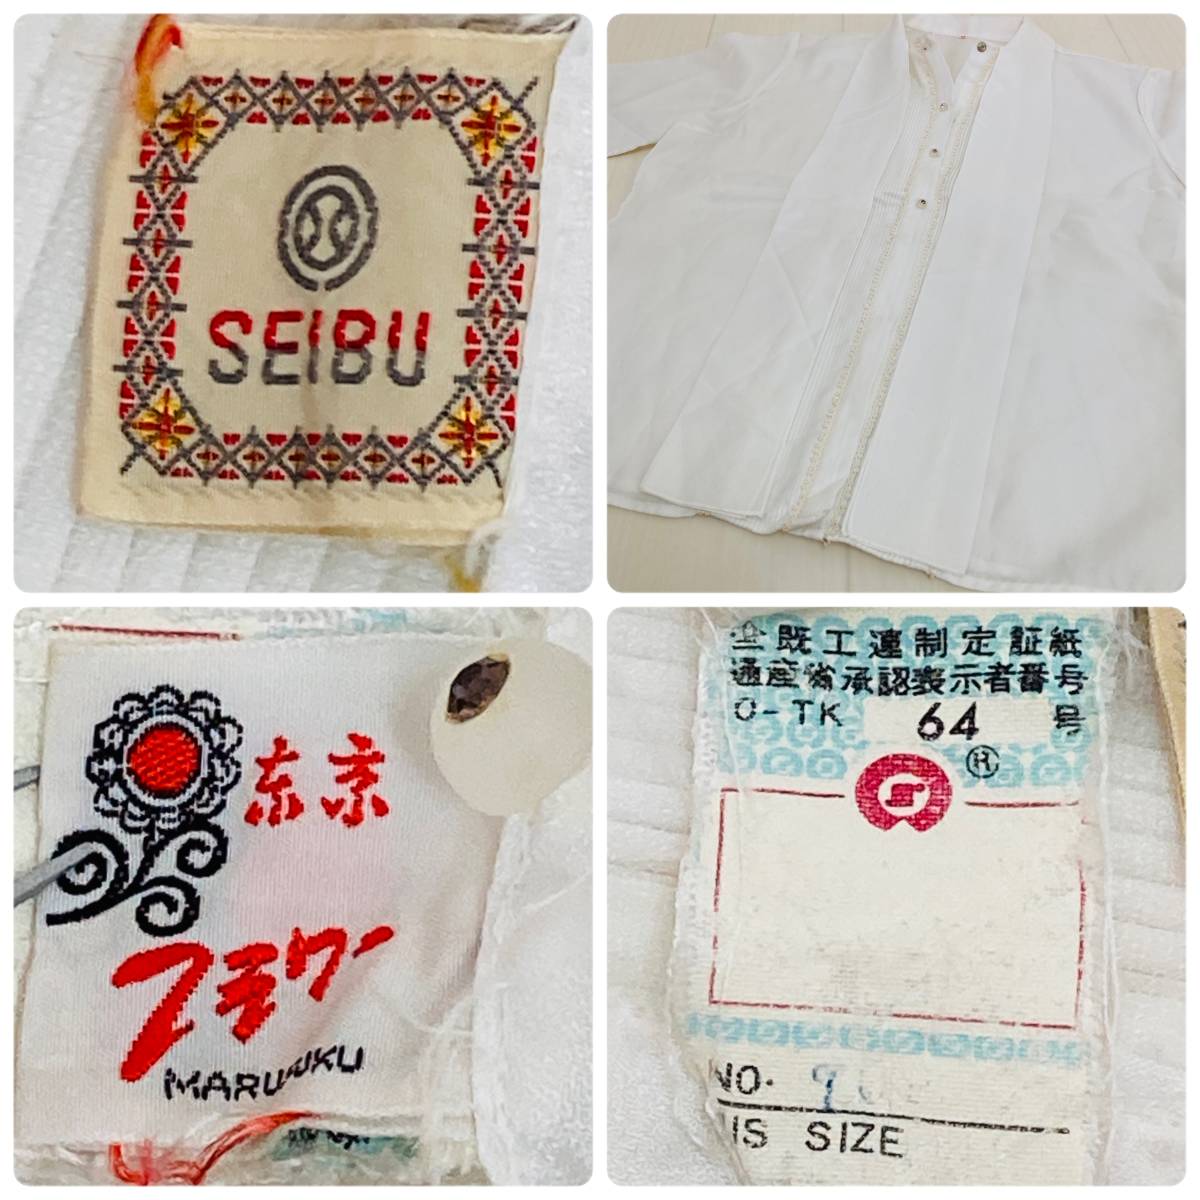 SEIBU
东京
フラワー
全既工連制定証紙
通産省承認表示者番号
O-TK 64 号
®
NO.
JIS SIZE